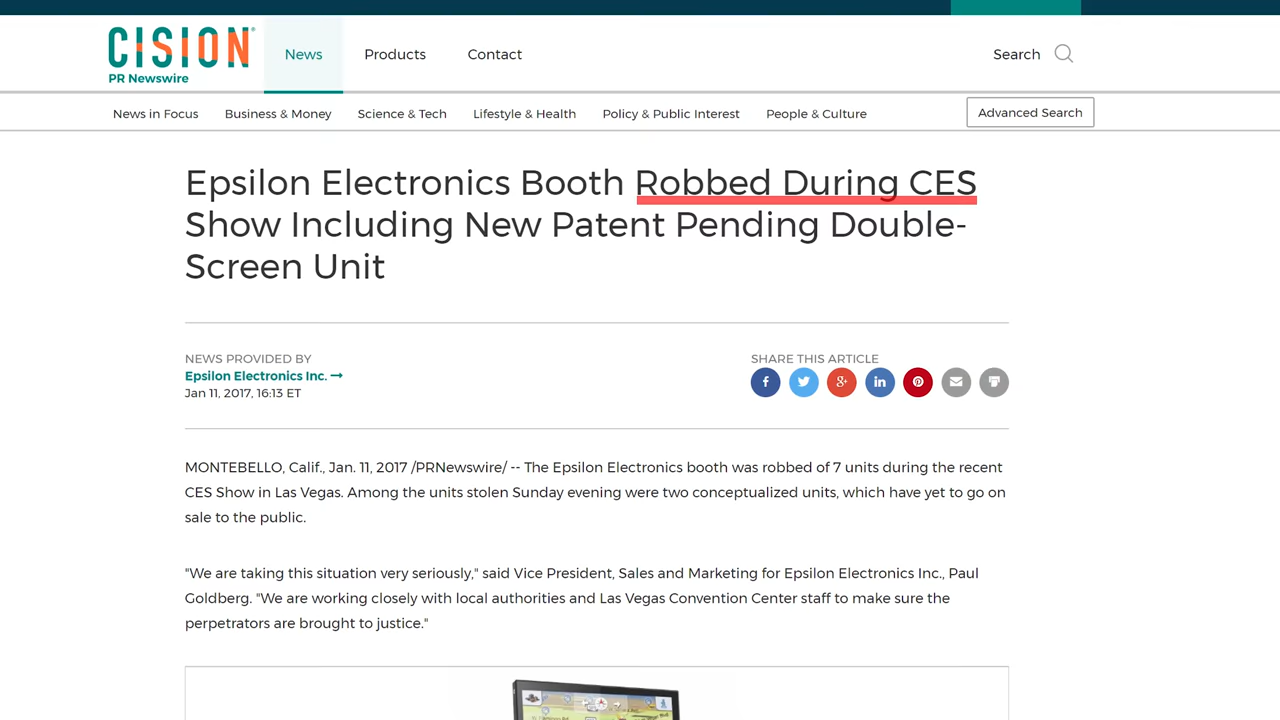 CISION®
PR Newswire
News
Products
Contact
Search
News in Focus
Business & Money
Science & Tech
Lifestyle & Health
Policy & Public Interest
People & Culture
Advanced Search
Epsilon Electronics Booth Robbed During CES
Show Including New Patent Pending Double-
Screen Unit
NEWS PROVIDED BY
Epsilon Electronics Inc. →
Jan 11, 2017, 16:13 ET
SHARE THIS ARTICLE
MONTEBELLO, Calif., Jan. 11, 2017 /PRNewswire/ -- The Epsilon Electronics booth was robbed of 7 units during the recent
CES Show in Las Vegas. Among the units stolen Sunday evening were two conceptualized units, which have yet to go on
sale to the public.
"We are taking this situation very seriously," said Vice President, Sales and Marketing for Epsilon Electronics Inc., Paul
Goldberg. "We are working closely with local authorities and Las Vegas Convention Center staff to make sure the
perpetrators are brought to justice."